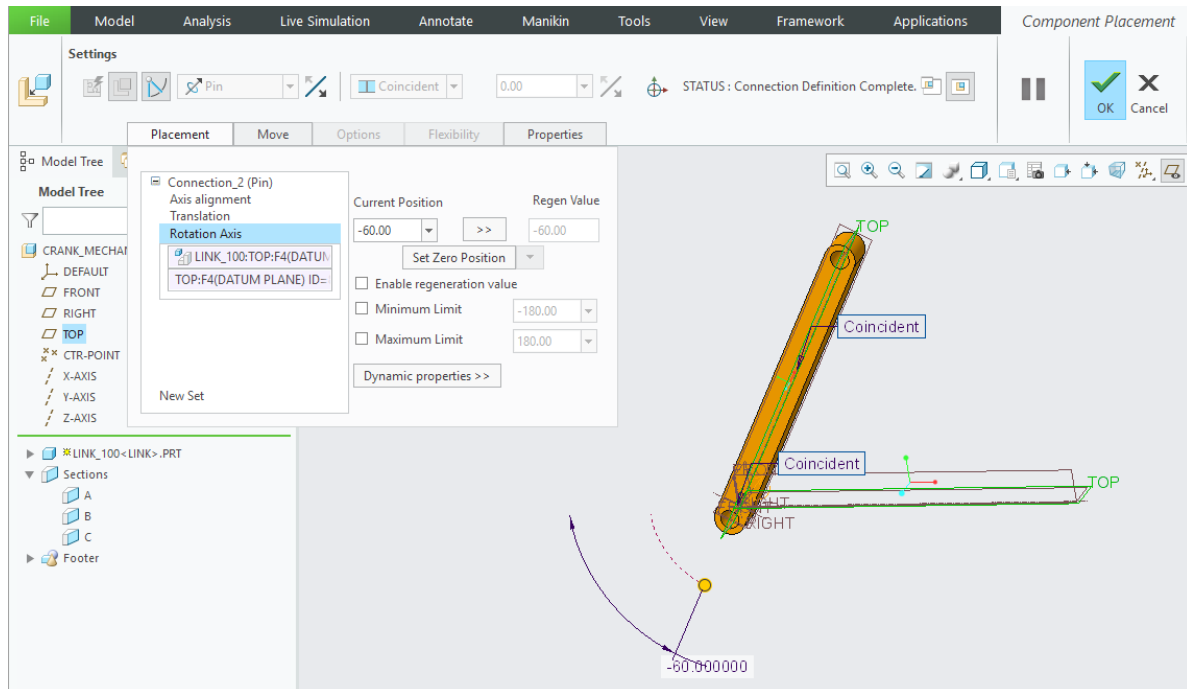 File Model Analysis Live Simulation Annotate Manikin Tools View Framework Applications Component Placement
Settings
Pin Coincident 0.00 STATUS : Connection Definition Complete. OK Cancel
Placement Move Options Flexibility Properties
Model Tree
Model Tree
CRANK_MECHAN
DEFAULT
FRONT
RIGHT
TOP
CTR-POINT
X-AXIS
Y-AXIS
Z-AXIS
LINK_100<LINK>.PRT
Sections
A
B
C
Footer
Connection_2 (Pin)
Axis alignment
Translation
Rotation Axis
LINK_100:TOP:F4(DATUM
TOP:F4(DATUM PLANE) ID=
New Set
Current Position Regen Value
-60.00 >> -60.00
Set Zero Position
Enable regeneration value
Minimum Limit -180.00
Maximum Limit 180.00
Dynamic properties >>
TOP
Coincident
Coincident
TOP
RIGHT
-60.000000